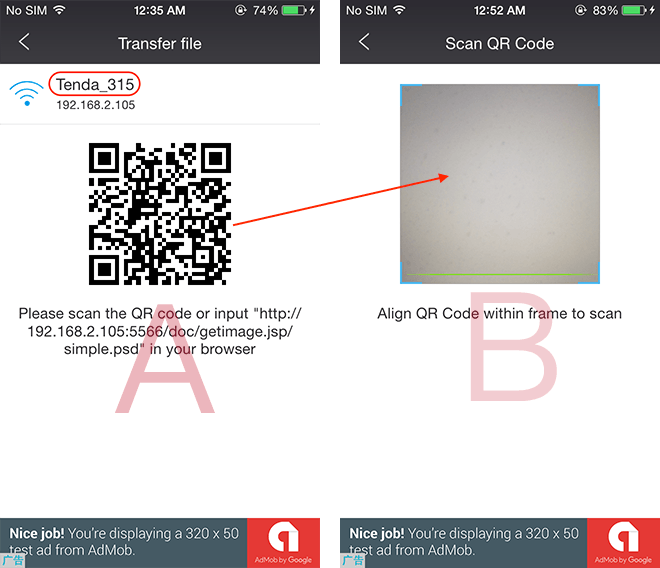 No SIM 12:35 AM 74%
Transfer file
Tenda_315
192.168.2.105
Please scan the QR code or input "http://
192.168.2.105:5566/doc/getimage.jsp/
simple.psd" in your browser
A
Nice job! You're displaying a 320 x 50
test ad from AdMob.
广告
AdMob by Google
No SIM 12:52 AM 83%
Scan QR Code
Align QR Code within frame to scan
B
Nice job! You're displaying a 320 x 50
test ad from AdMob.
广告
AdMob by Google